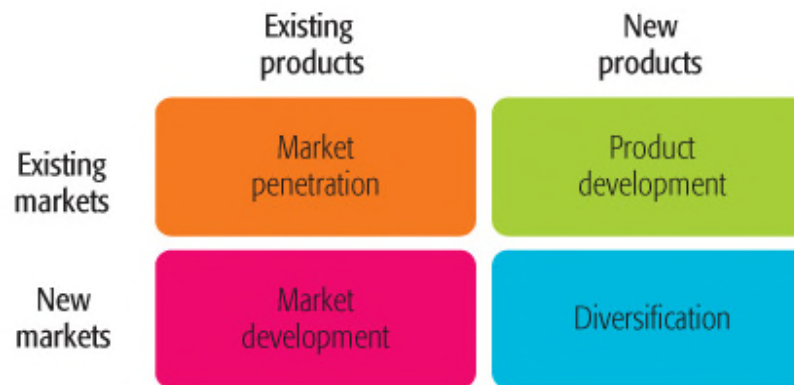 Existing
products
New
products
Existing
markets
Market
penetration
Product
development
New
markets
Market
development
Diversification